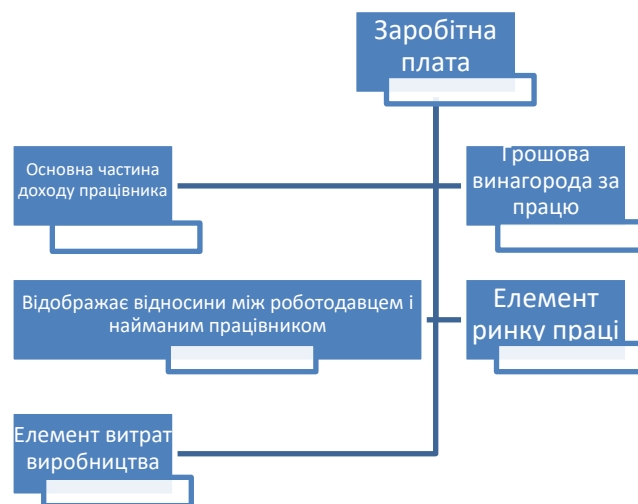 Заробітна
плата
Основна частина
доходу працівника
Грошова
винагорода за
працю
Відображає відносини між роботодавцем і
найманим працівником
Елемент
ринку праці
Елемент витрат
виробництва